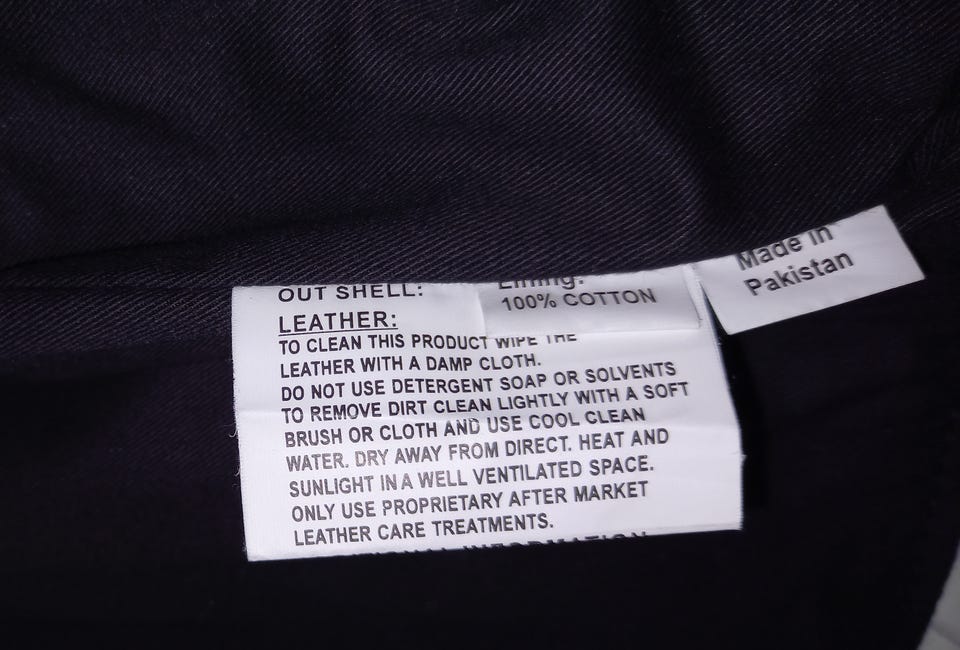 Made in
Pakistan
Lining:
100% COTTON
OUT SHELL:
LEATHER:
TO CLEAN THIS PRODUCT WIPE THE
LEATHER WITH A DAMP CLOTH.
DO NOT USE DETERGENT SOAP OR SOLVENTS
TO REMOVE DIRT CLEAN LIGHTLY WITH A SOFT
BRUSH OR CLOTH AND USE COOL CLEAN
WATER. DRY AWAY FROM DIRECT. HEAT AND
SUNLIGHT IN A WELL VENTILATED SPACE.
ONLY USE PROPRIETARY AFTER MARKET
LEATHER CARE TREATMENTS.
INFORMATION